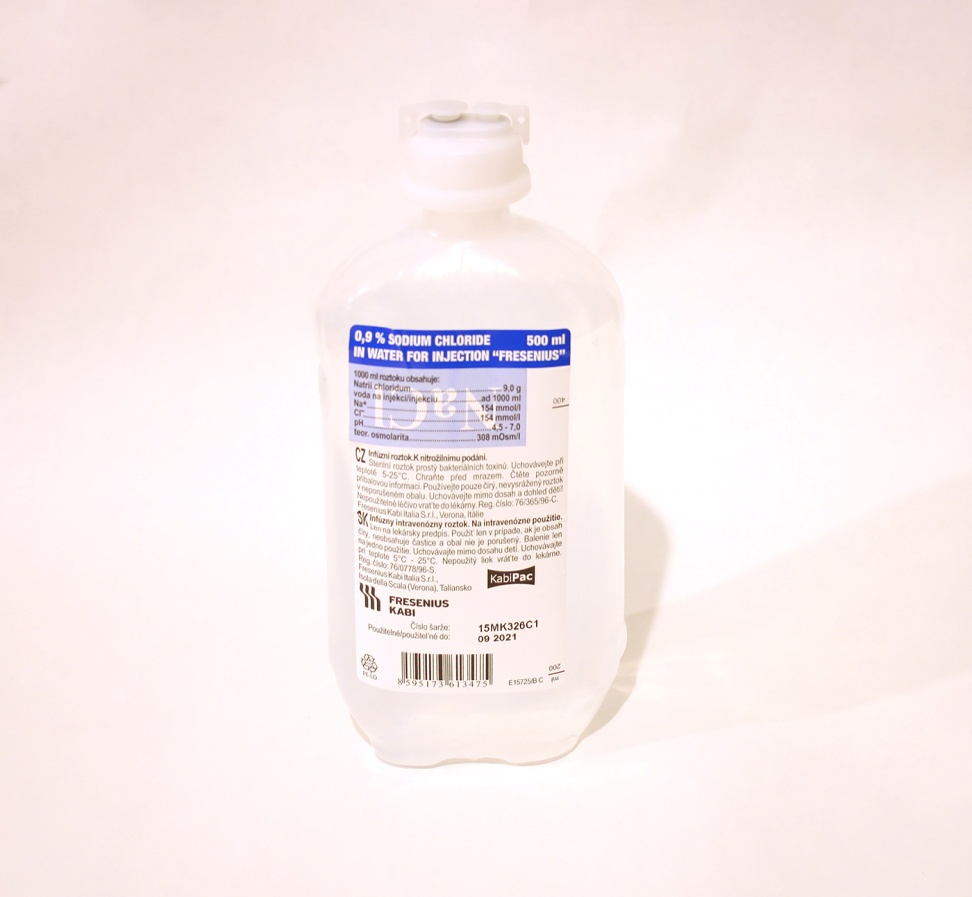 0,9 % SODIUM CHLORIDE 500 ml
IN WATER FOR INJECTION “FRESENIUS”
1000 ml roztoku obsahuje:
Natrii chloridum 9,0 g
voda na injekci/injekciu ad 1000 ml
Na⁺ 154 mmol/l
Cl⁻ 154 mmol/l
pH 4,5 - 7,0
teor. osmolarita 308 mOsm/l
NaCl
400
CZ Infuzní roztok.K nitrožilnímu podání.
Sterilní roztok prostý bakteriálních toxinů. Uchovávejte při
teplotě 5-25°C. Chraňte před mrazem. Čtěte pozorně
příbalovou informaci. Používejte pouze čirý, nevysrážený roztok
v neporušeném obalu. Uchovávejte mimo dosah a dohled dětí!
Nepoužitelné léčivo vraťte do lékárny. Reg. číslo: 76/365/96-C.
Fresenius Kabi Italia S.r.l., Verona, Itálie
SK Infúzny intravenózny roztok. Na intravenózne použitie.
Len na lekársky predpis. Použiť len v prípade, ak je obsah
číry, neobsahuje častice a obal nie je porušený. Balenie len
na jedno použitie. Uchovávajte mimo dosahu detí. Uchovávajte
pri teplote 5°C - 25°C. Nepoužitý liek vráťte do lekárne.
Reg. číslo: 76/0778/96-S.
Fresenius Kabi Italia S.r.l.,
Isola della Scala (Verona), Taliansko
KabiPac
FRESENIUS
KABI
Číslo šarže: 15MK326C1
Použitelné/použiteľné do: 09 2021
PE-LD
8 595173 613475
E15725/B C
200
ml